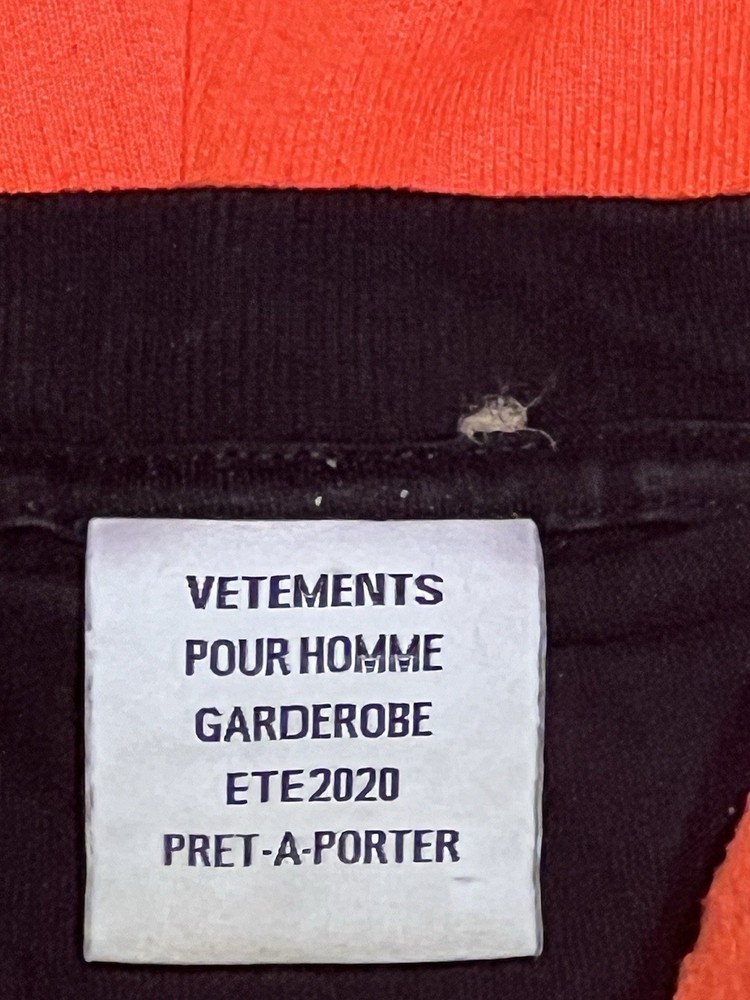 VETEMENTS
POUR HOMME
GARDEROBE
ETE2020
PRET-A-PORTER